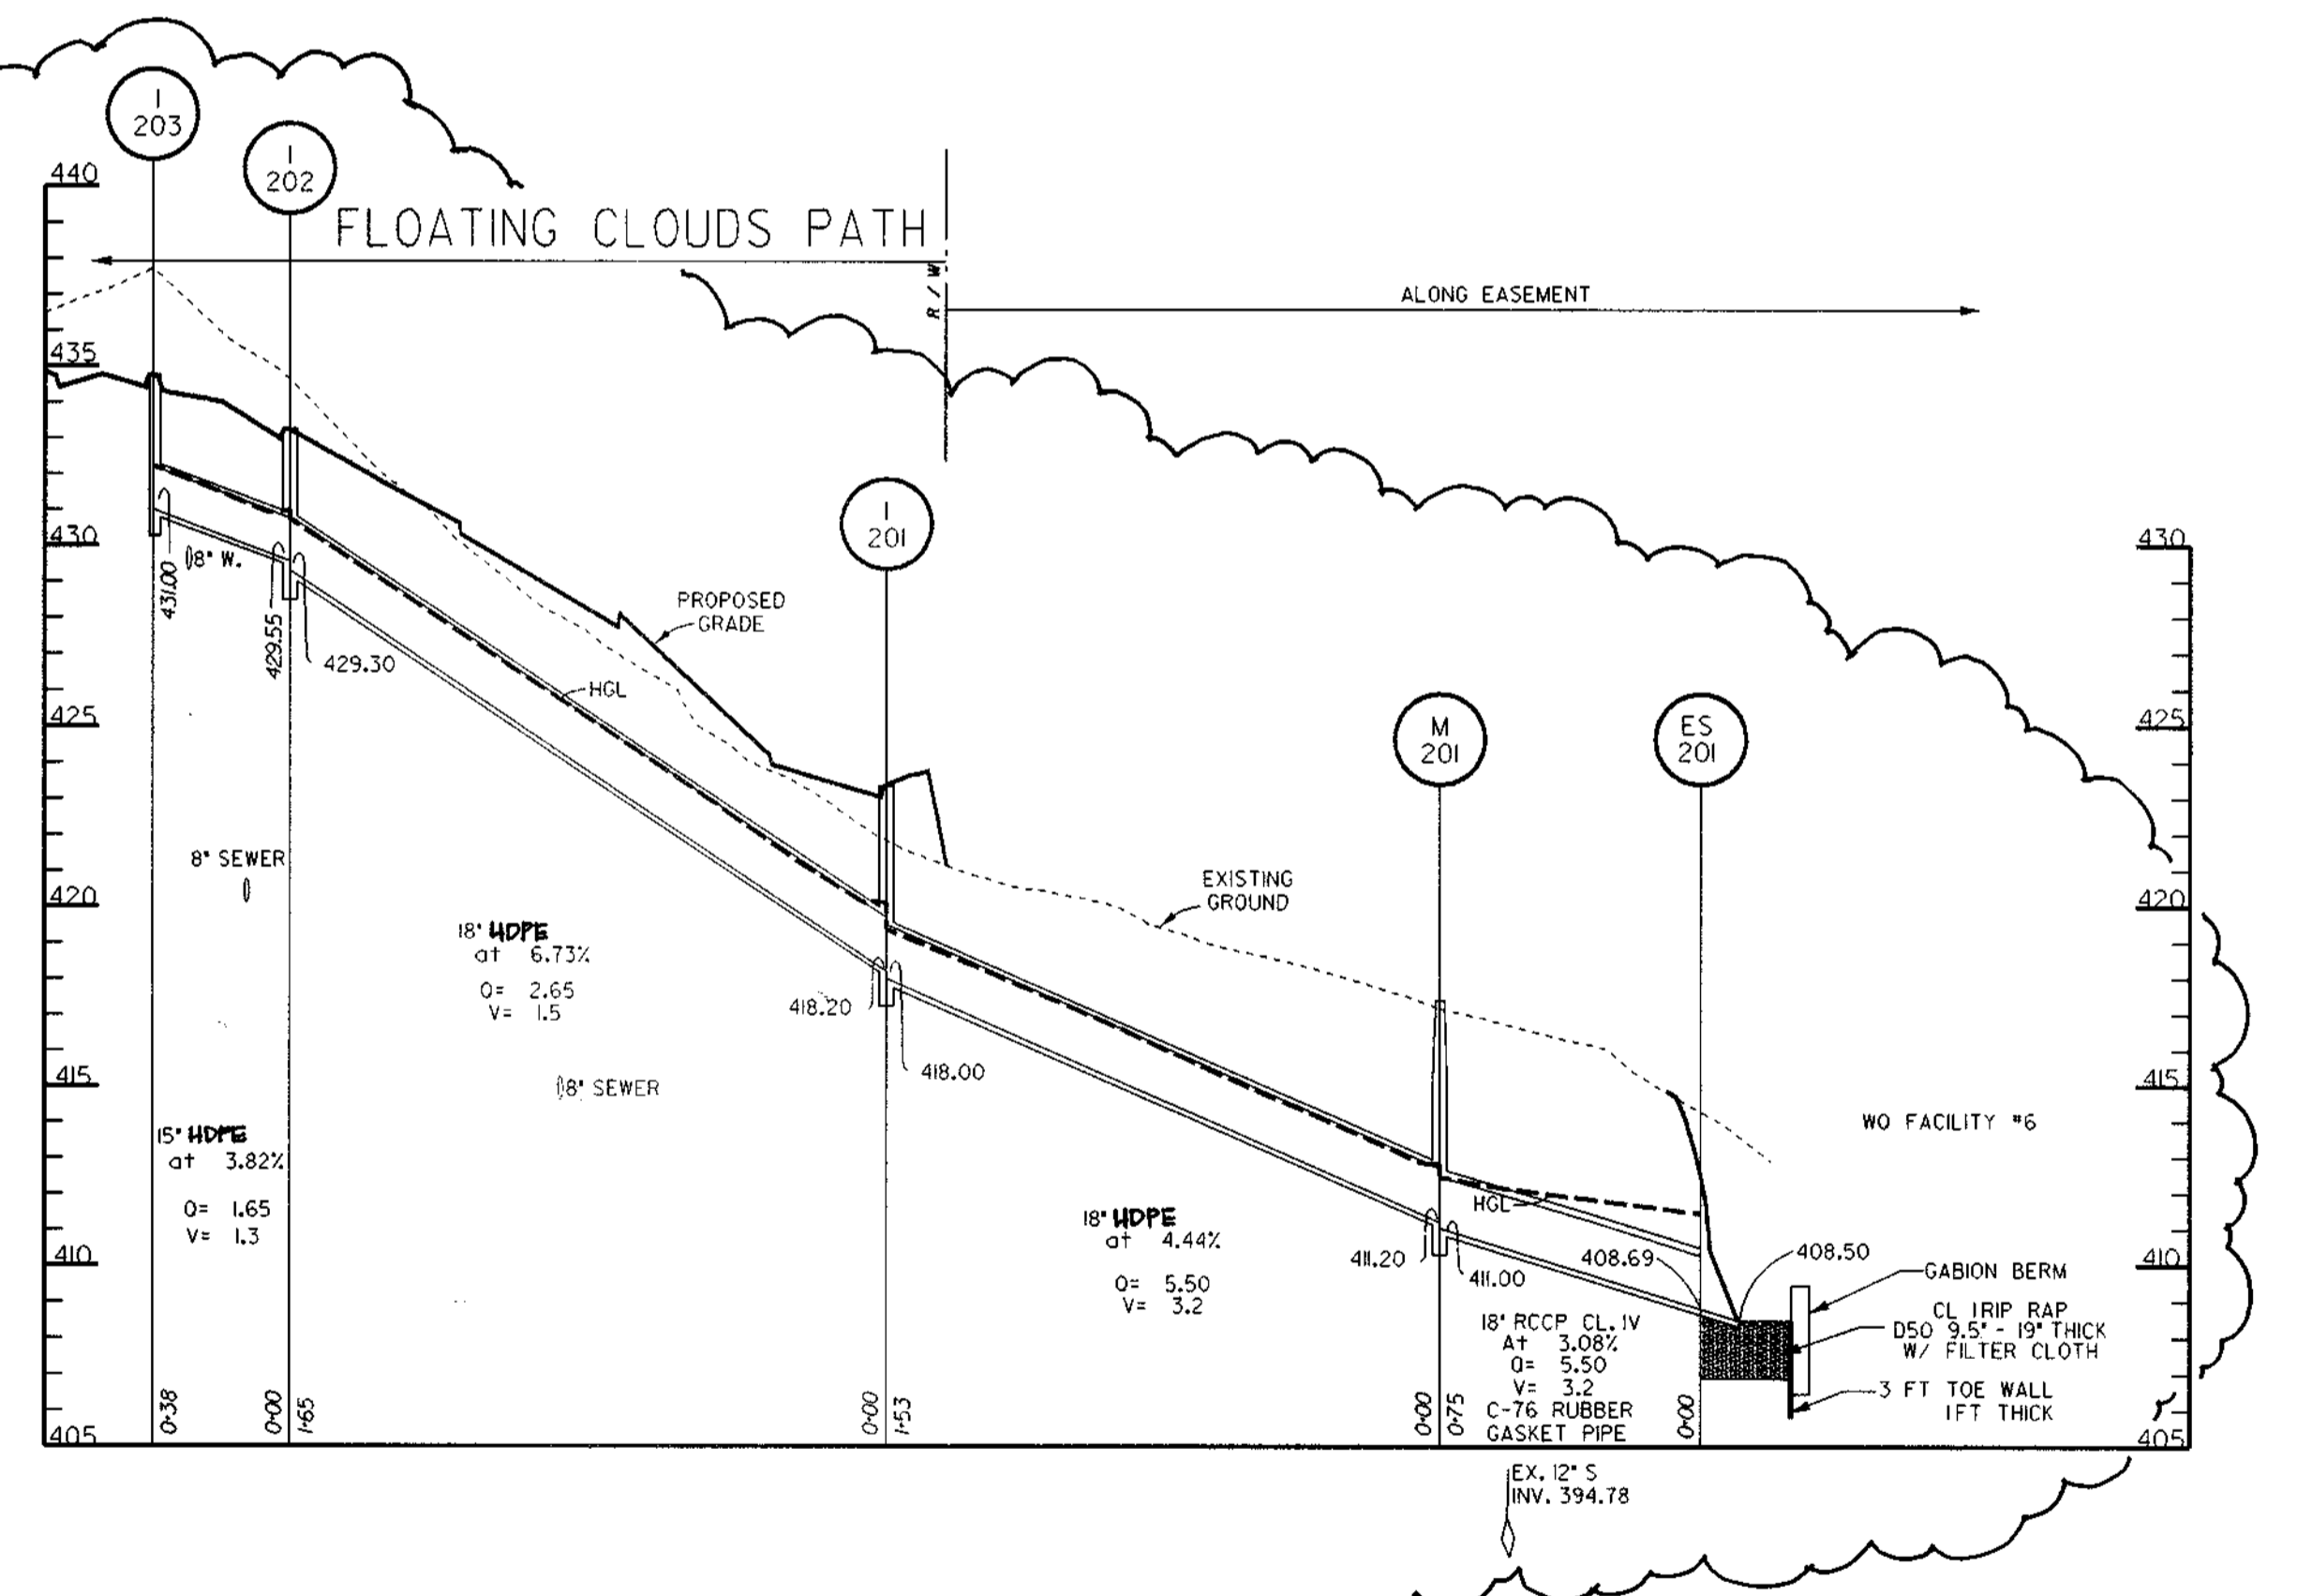 I
203
I
202
440
FLOATING CLOUDS PATH
R / W
ALONG EASEMENT
435
I
201
430
430
431.00
8" W.
429.55
429.30
PROPOSED
GRADE
HGL
M
201
ES
201
425
425
8" SEWER
EXISTING
GROUND
420
420
18" HDPE
at 6.73%
Q= 2.65
V= 1.5
418.20
418.00
415
415
8" SEWER
WQ FACILITY #6
15" HDPE
at 3.82%
Q= 1.65
V= 1.3
HGL
18" HDPE
at 4.44%
Q= 5.50
V= 3.2
410
410
411.20
411.00
408.69
408.50
GABION BERM
CL IRIP RAP
D50 9.5" - 19" THICK
W/ FILTER CLOTH
3 FT TOE WALL
1FT THICK
18" RCCP CL. IV
At 3.08%
Q= 5.50
V= 3.2
C-76 RUBBER
GASKET PIPE
0+38
0+00
1+65
0+00
1+53
0+00
0+75
0+00
405
405
EX. 12" S
INV. 394.78